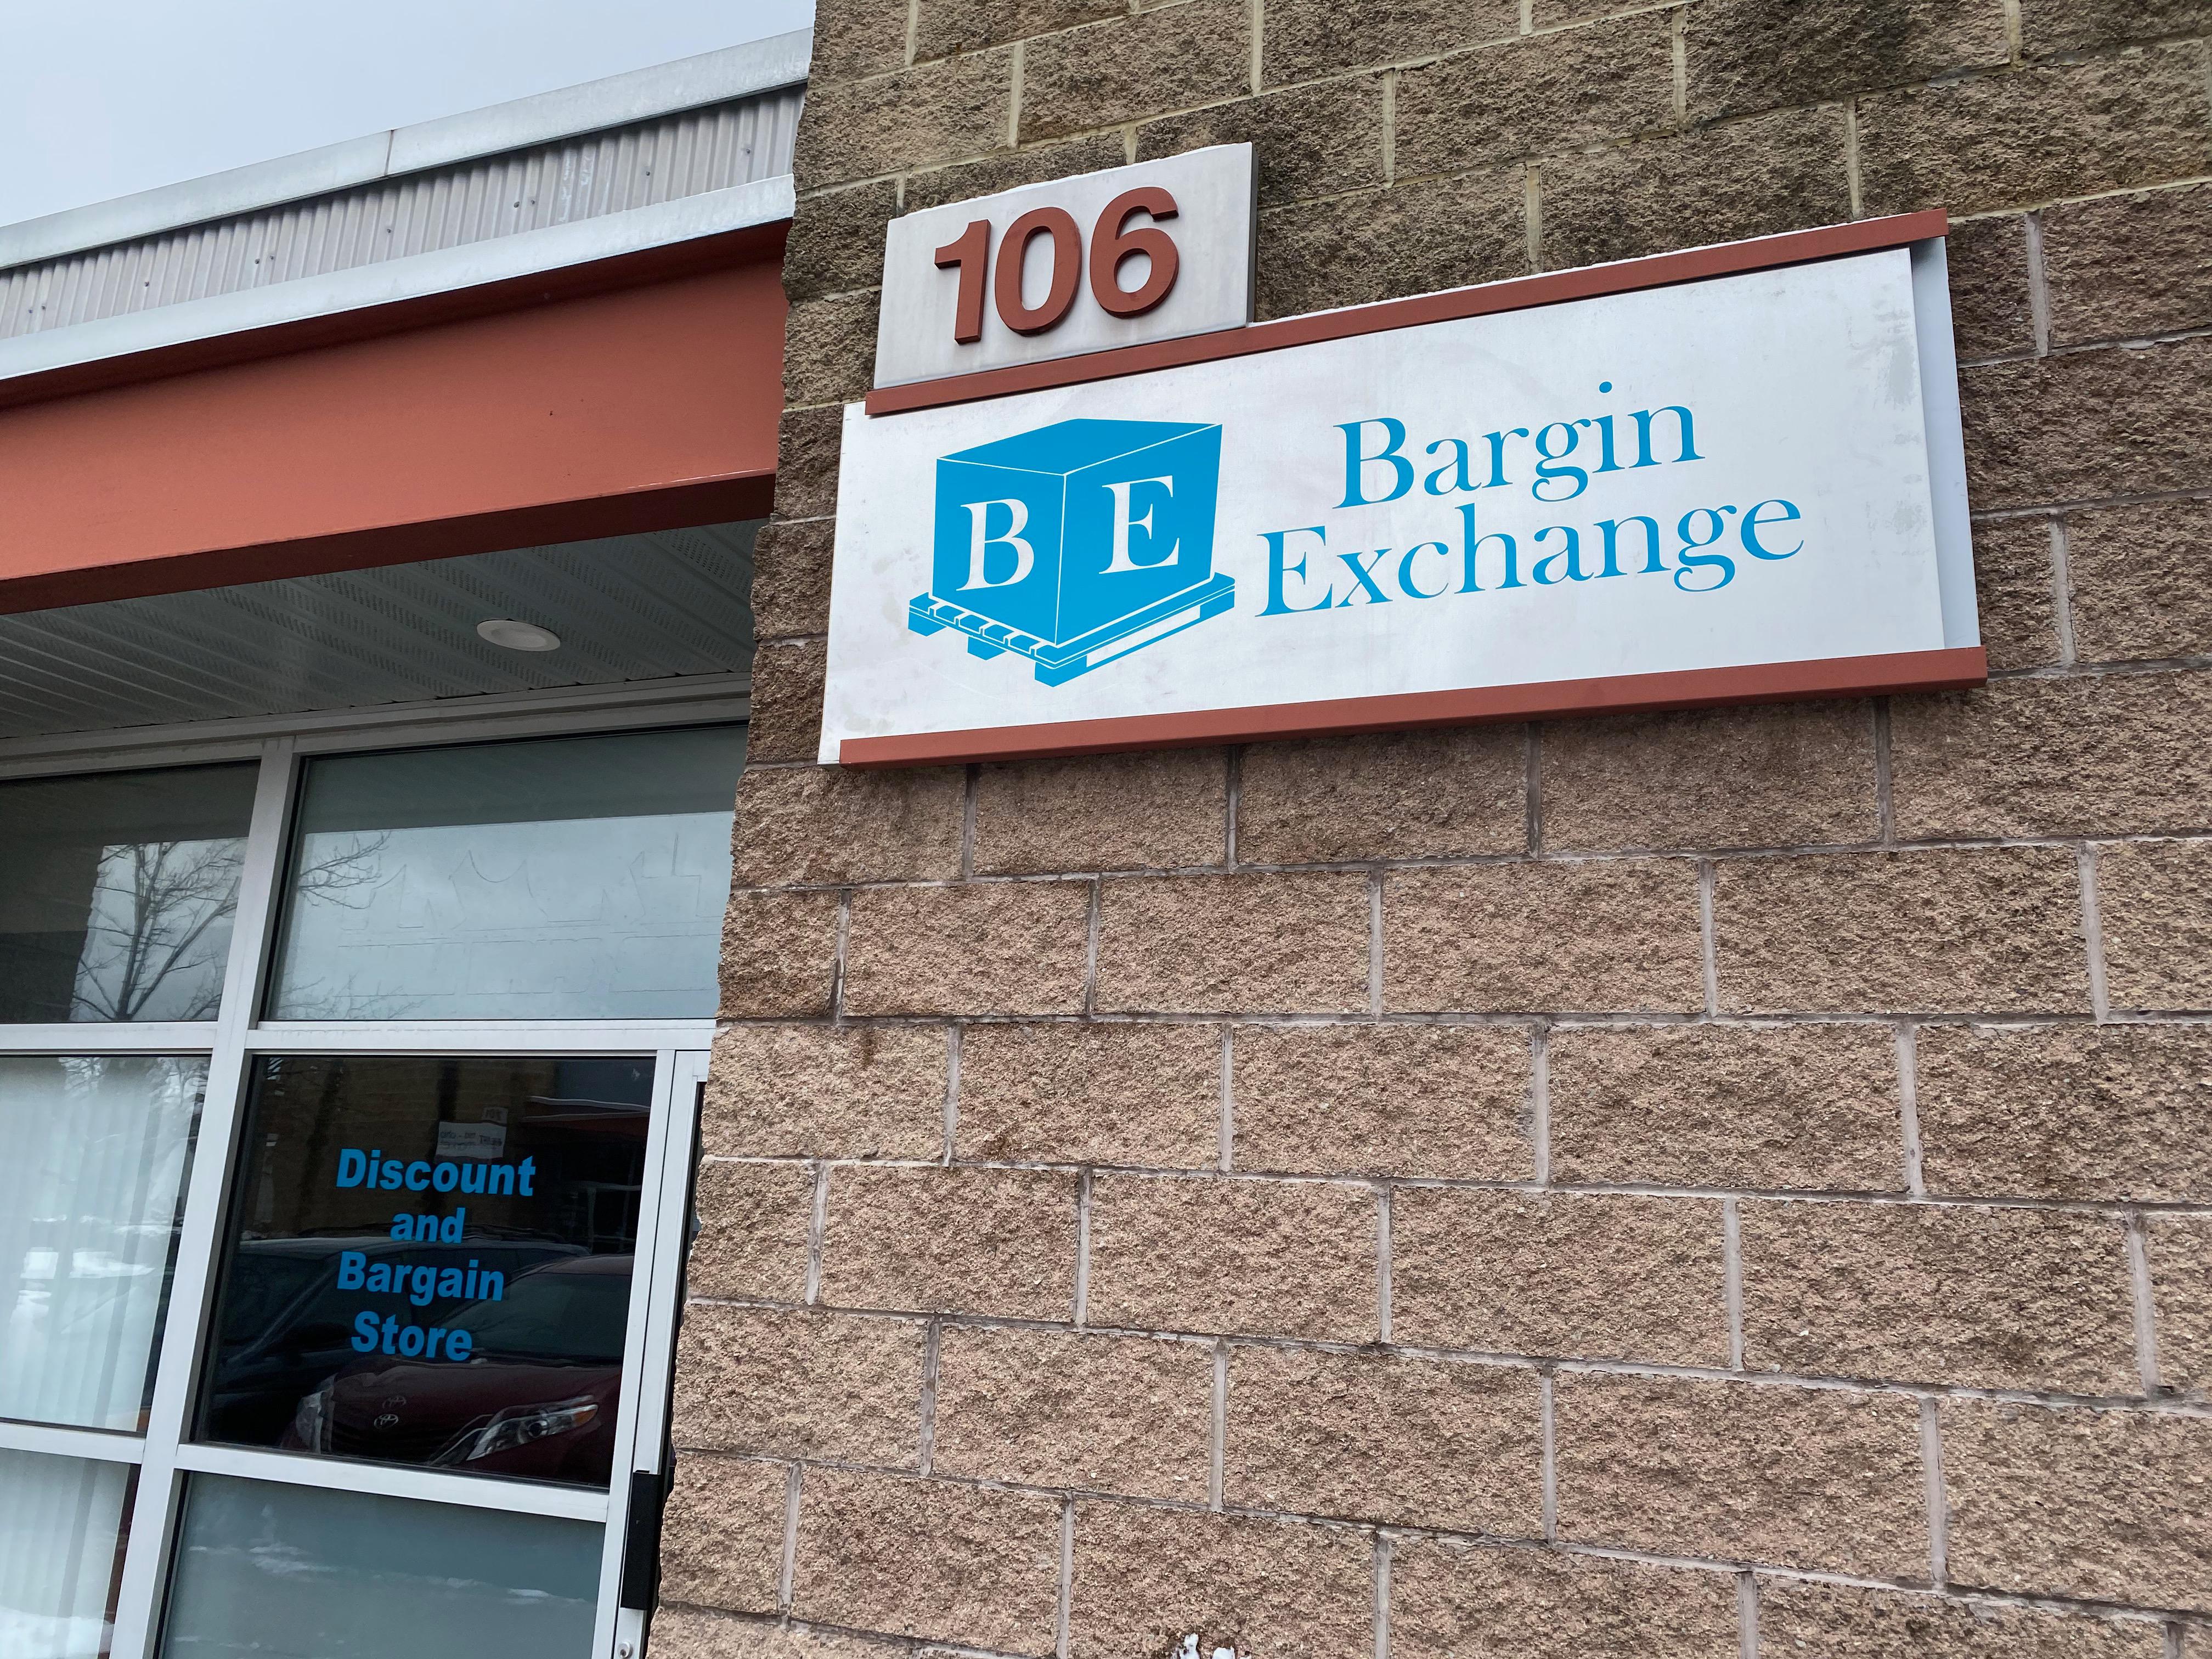 106
B E
Bargin
Exchange
Discount
and
Bargain
Store